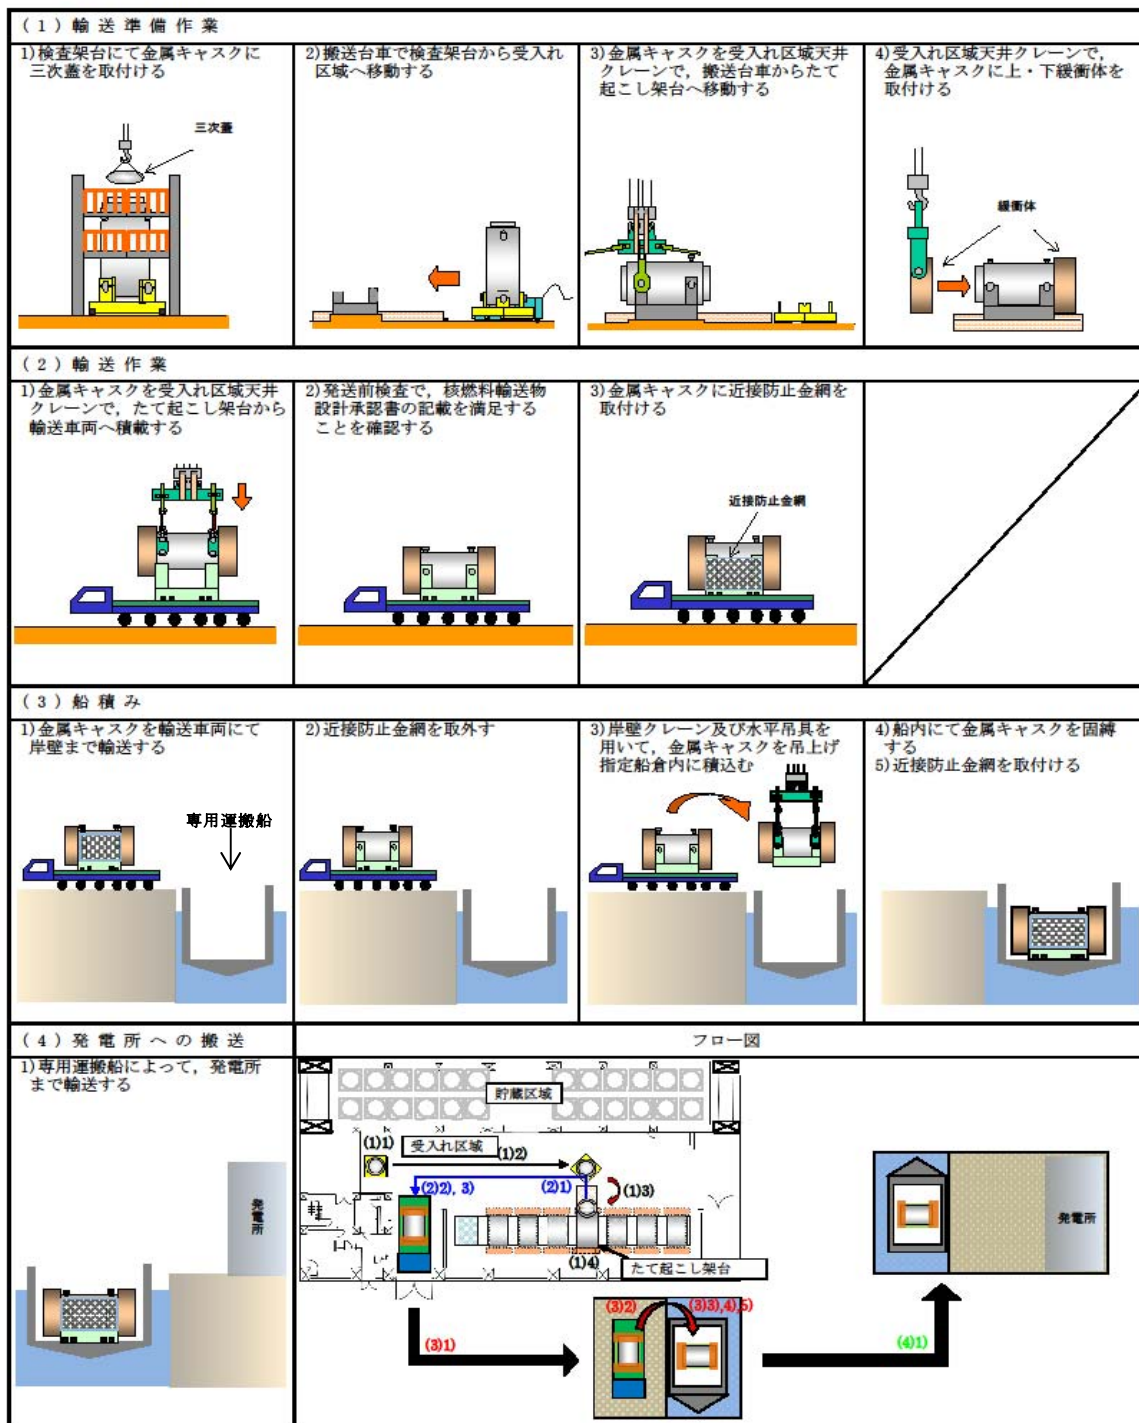 (1)輸送準備作業
1)検査架台にて金属キャスクに
三次蓋を取付ける
三次蓋
2)搬送台車で検査架台から受入れ
区域へ移動する
3)金属キャスクを受入れ区域天井
クレーンで，搬送台車からたて
起こし架台へ移動する
4)受入れ区域天井クレーンで，
金属キャスクに上・下緩衝体を
取付ける
緩衝体
(2)輸送作業
1)金属キャスクを受入れ区域天井
クレーンで，たて起こし架台から
輸送車両へ積載する
2)発送前検査で，核燃料輸送物
設計承認書の記載を満足する
ことを確認する
3)金属キャスクに近接防止金網を
取付ける
近接防止金網
(3)船積み
1)金属キャスクを輸送車両にて
岸壁まで輸送する
専用運搬船
2)近接防止金網を取外す
3)岸壁クレーン及び水平吊具を
用いて，金属キャスクを吊上げ
指定船倉内に積込む
4)船内にて金属キャスクを固縛
する
5)近接防止金網を取付ける
(4)発電所への搬送
1)専用運搬船によって，発電所
まで輸送する
発電所
フロー図
貯蔵区域
(1)1)
受入れ区域
(1)2)
(2)2)，3)
(2)1)
(1)3)
(1)4)
たて起こし架台
発電所
(3)1)
(3)2)
(3)3),4),5)
(4)1)